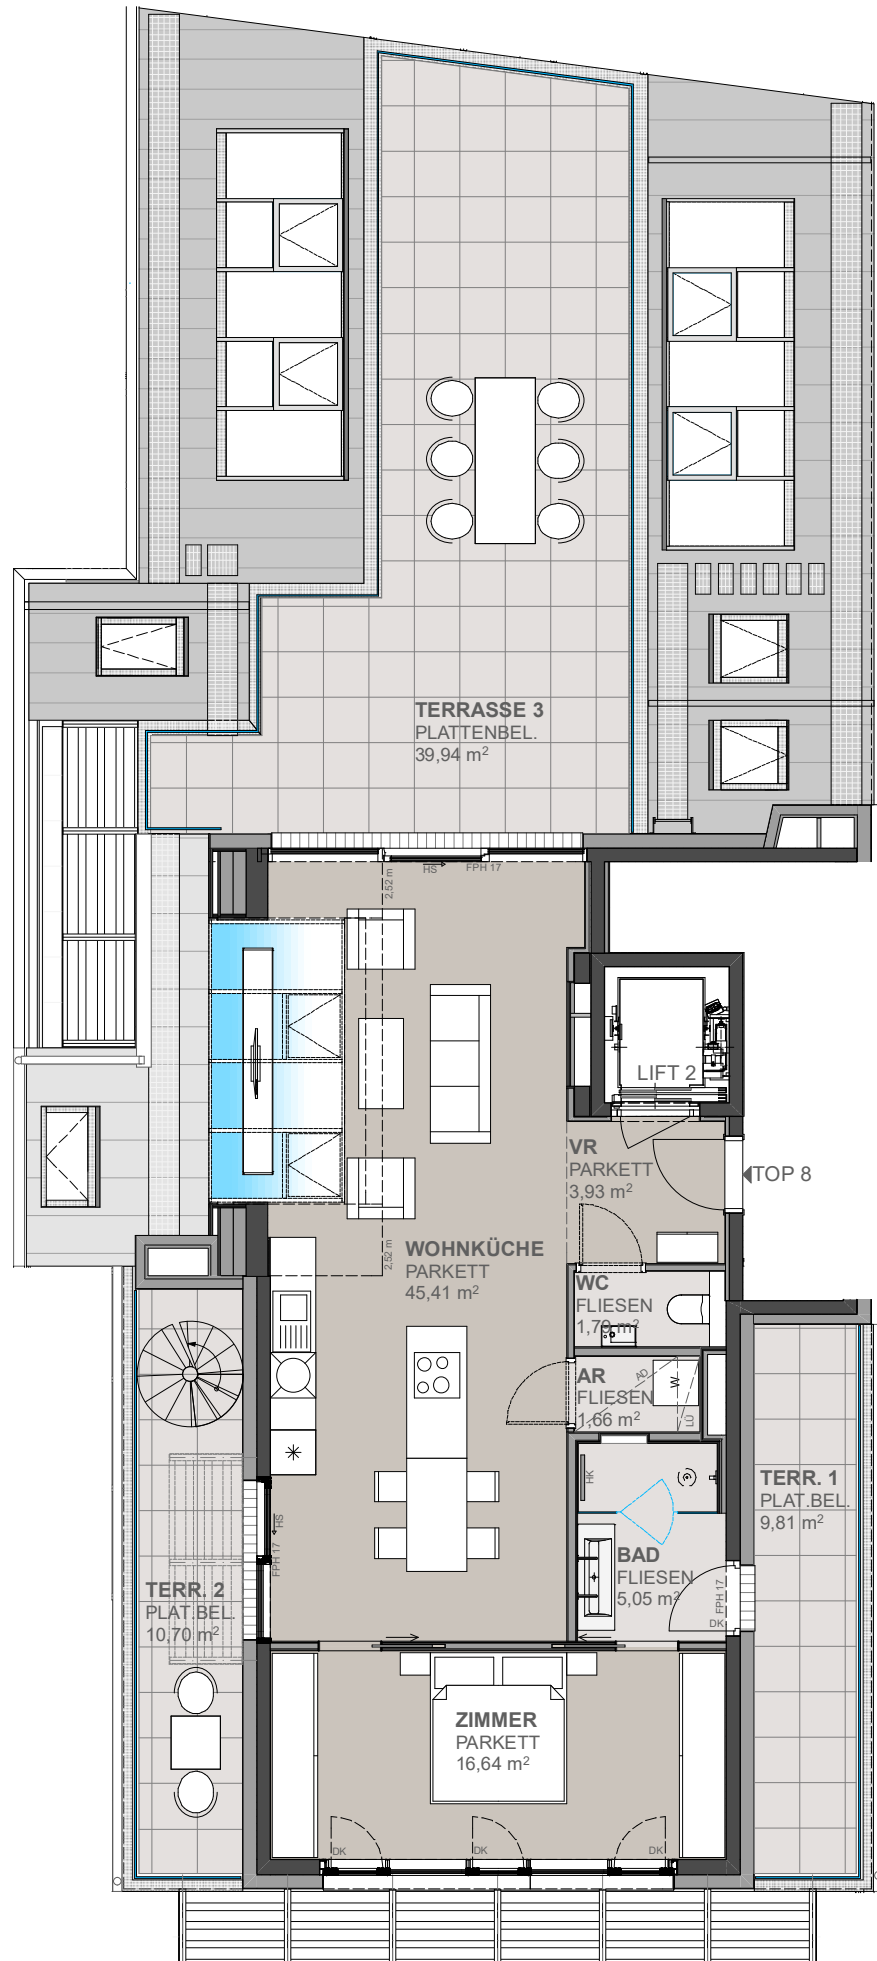 TERRASSE 3
PLATTENBEL.
39,94 m²
HS
FPH 17
2,52 m
LIFT 2
VR
PARKETT
3,93 m²
TOP 8
WOHNKÜCHE
PARKETT
45,41 m²
2,52 m
WC
FLIESEN
1,79 m²
AR
FLIESEN
1,66 m²
AD
W
LÜ
HK
TERR. 1
PLAT.BEL.
9,81 m²
HS
FPH 17
BAD
FLIESEN
5,05 m²
FPH 17
DK
TERR. 2
PLAT.BEL.
10,70 m²
ZIMMER
PARKETT
16,64 m²
DK
DK
DK